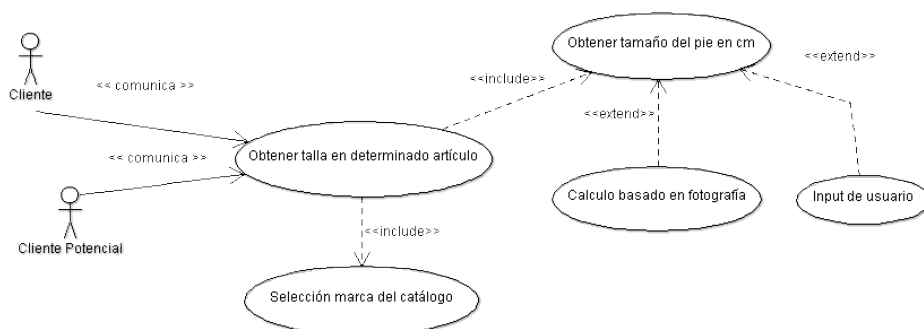 Obtener tamaño del pie en cm
<<extend>>
<< comunica >>
<<include>>
Cliente
<<extend>>
<< comunica >>
Obtener talla en determinado artículo
Calculo basado en fotografía
Input de usuario
<<include>>
Cliente Potencial
Selección marca del catálogo